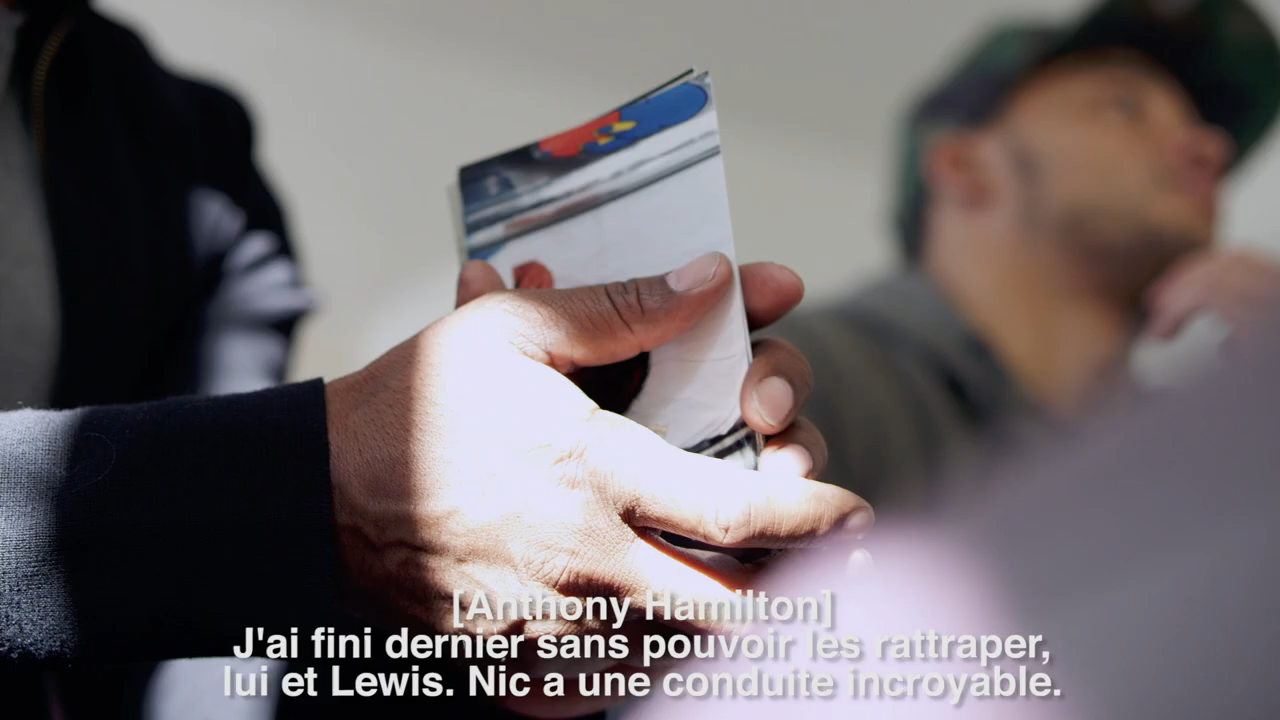 [Anthony Hamilton]
J'ai fini dernier sans pouvoir les rattraper,
lui et Lewis. Nic a une conduite incroyable.